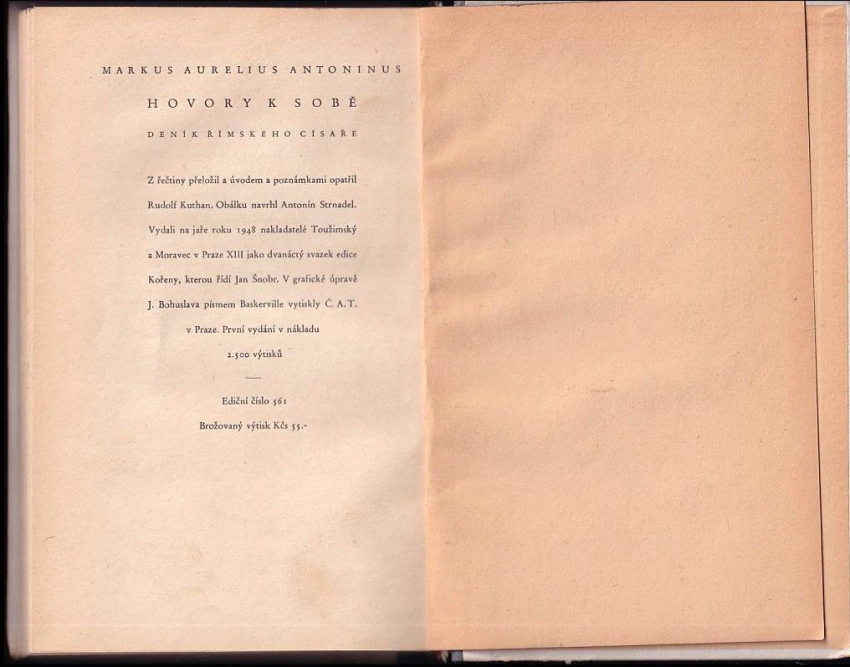 MARKUS AURELIUS ANTONINUS
HOVORY K SOBĚ
DENÍK ŘÍMSKÉHO CÍSAŘE
Z řečtiny přeložil a úvodem a poznámkami opatřil
Rudolf Kuthan. Obálku navrhl Antonín Strnadel.
Vydali na jaře roku 1948 nakladatelé Toužimský
a Moravec v Praze XIII jako dvanáctý svazek edice
Kořeny, kterou řídí Jan Šnobr. V grafické úpravě
J. Bohuslava písmem Baskerville vytiskly Č. A. T.
v Praze. První vydání v nákladu
2.500 výtisků
Ediční číslo 561
Brožovaný výtisk Kčs 55.-